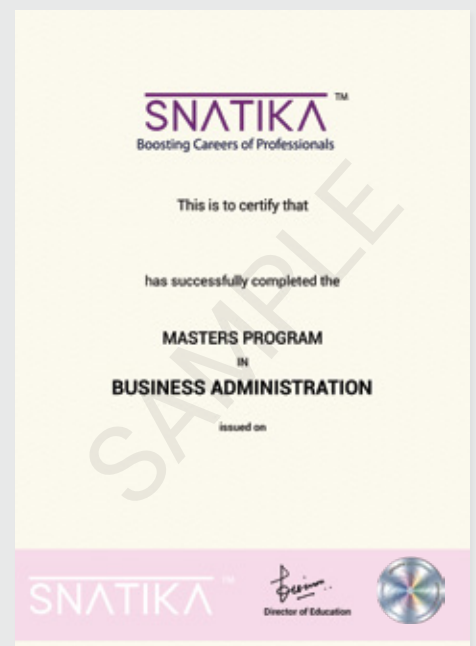 SNATIKA™
Boosting Careers of Professionals
This is to certify that
has successfully completed the
MASTERS PROGRAM
IN
BUSINESS ADMINISTRATION
issued on
SAMPLE
SNATIKA™
Director of Education